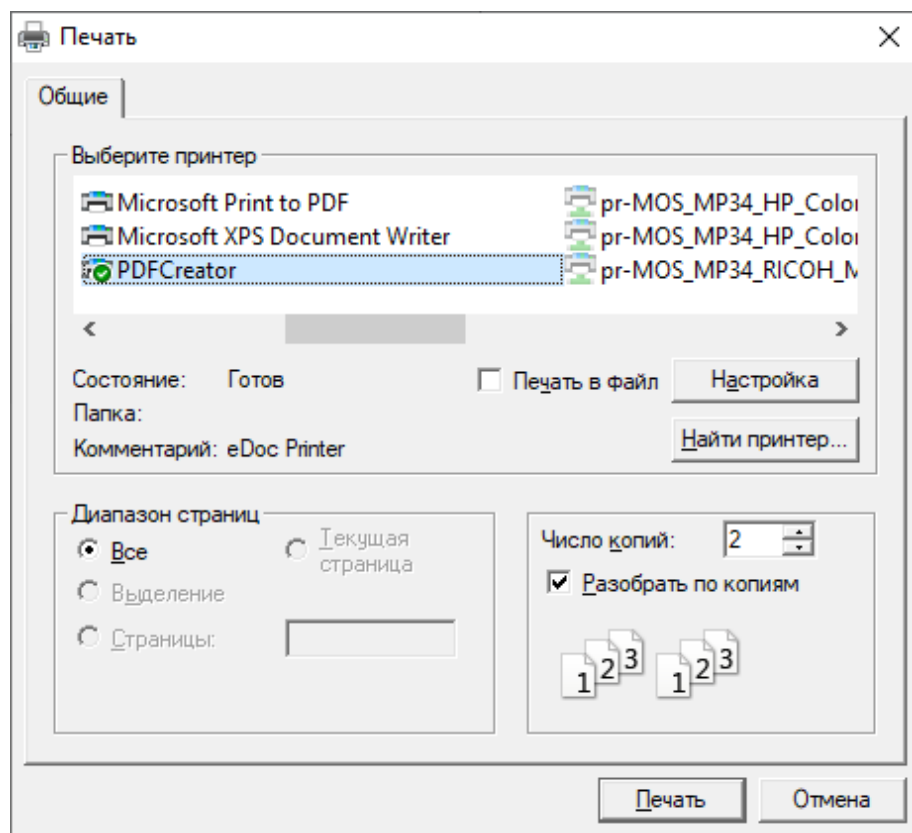 Печать
Общие
Выберите принтер
Microsoft Print to PDF
Microsoft XPS Document Writer
PDFCreator
pr-MOS_MP34_HP_Color
pr-MOS_MP34_HP_Color
pr-MOS_MP34_RICOH_M
Состояние: Готов
Печать в файл
Настройка
Папка:
Комментарий: eDoc Printer
Найти принтер...
Диапазон страниц
Все
Текущая
страница
Выделение
Страницы:
Число копий: 2
Разобрать по копиям
1 2 3 1 2 3
Печать
Отмена